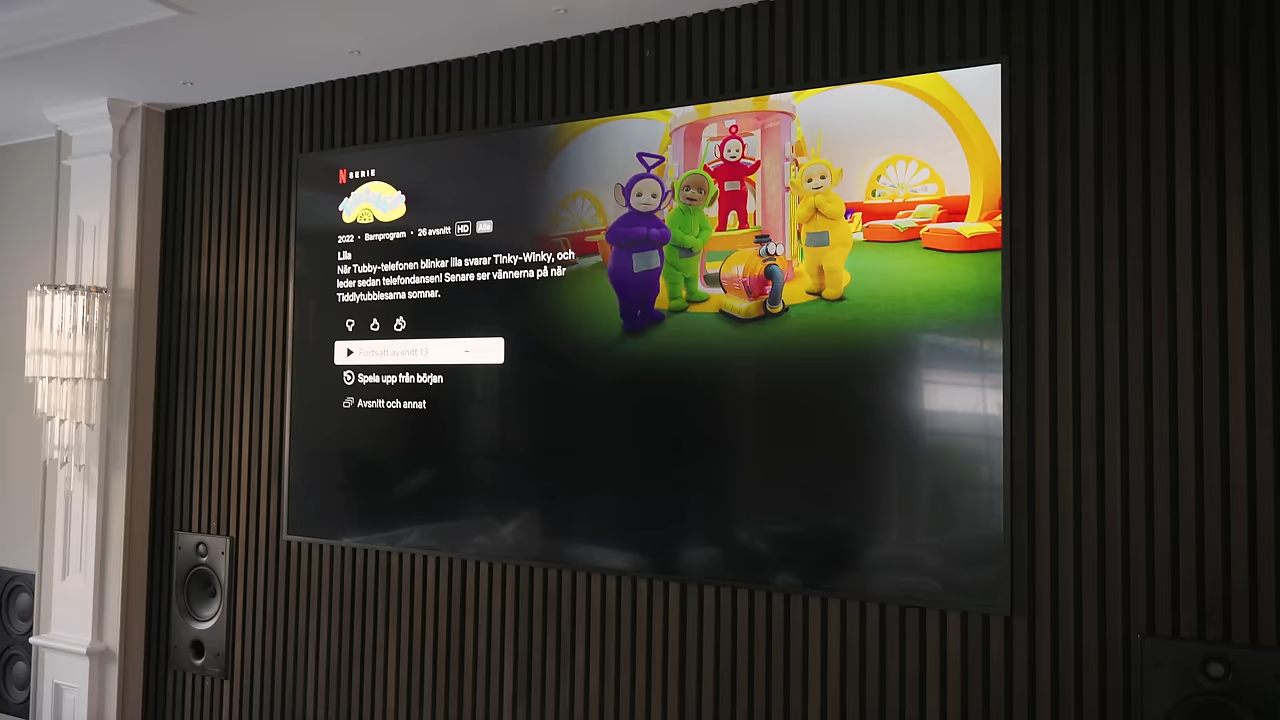 N SERIE
2022 • Barnprogram • 26 avsnitt HD Alla
Lila
När Tubby-telefonen blinkar lila svarar Tinky-Winky, och
leder sedan telefondansen! Senare ser vännerna på när
Tiddlytubbiesarna somnar.
Fortsätt avsnitt 13
Spela upp från början
Avsnitt och annat